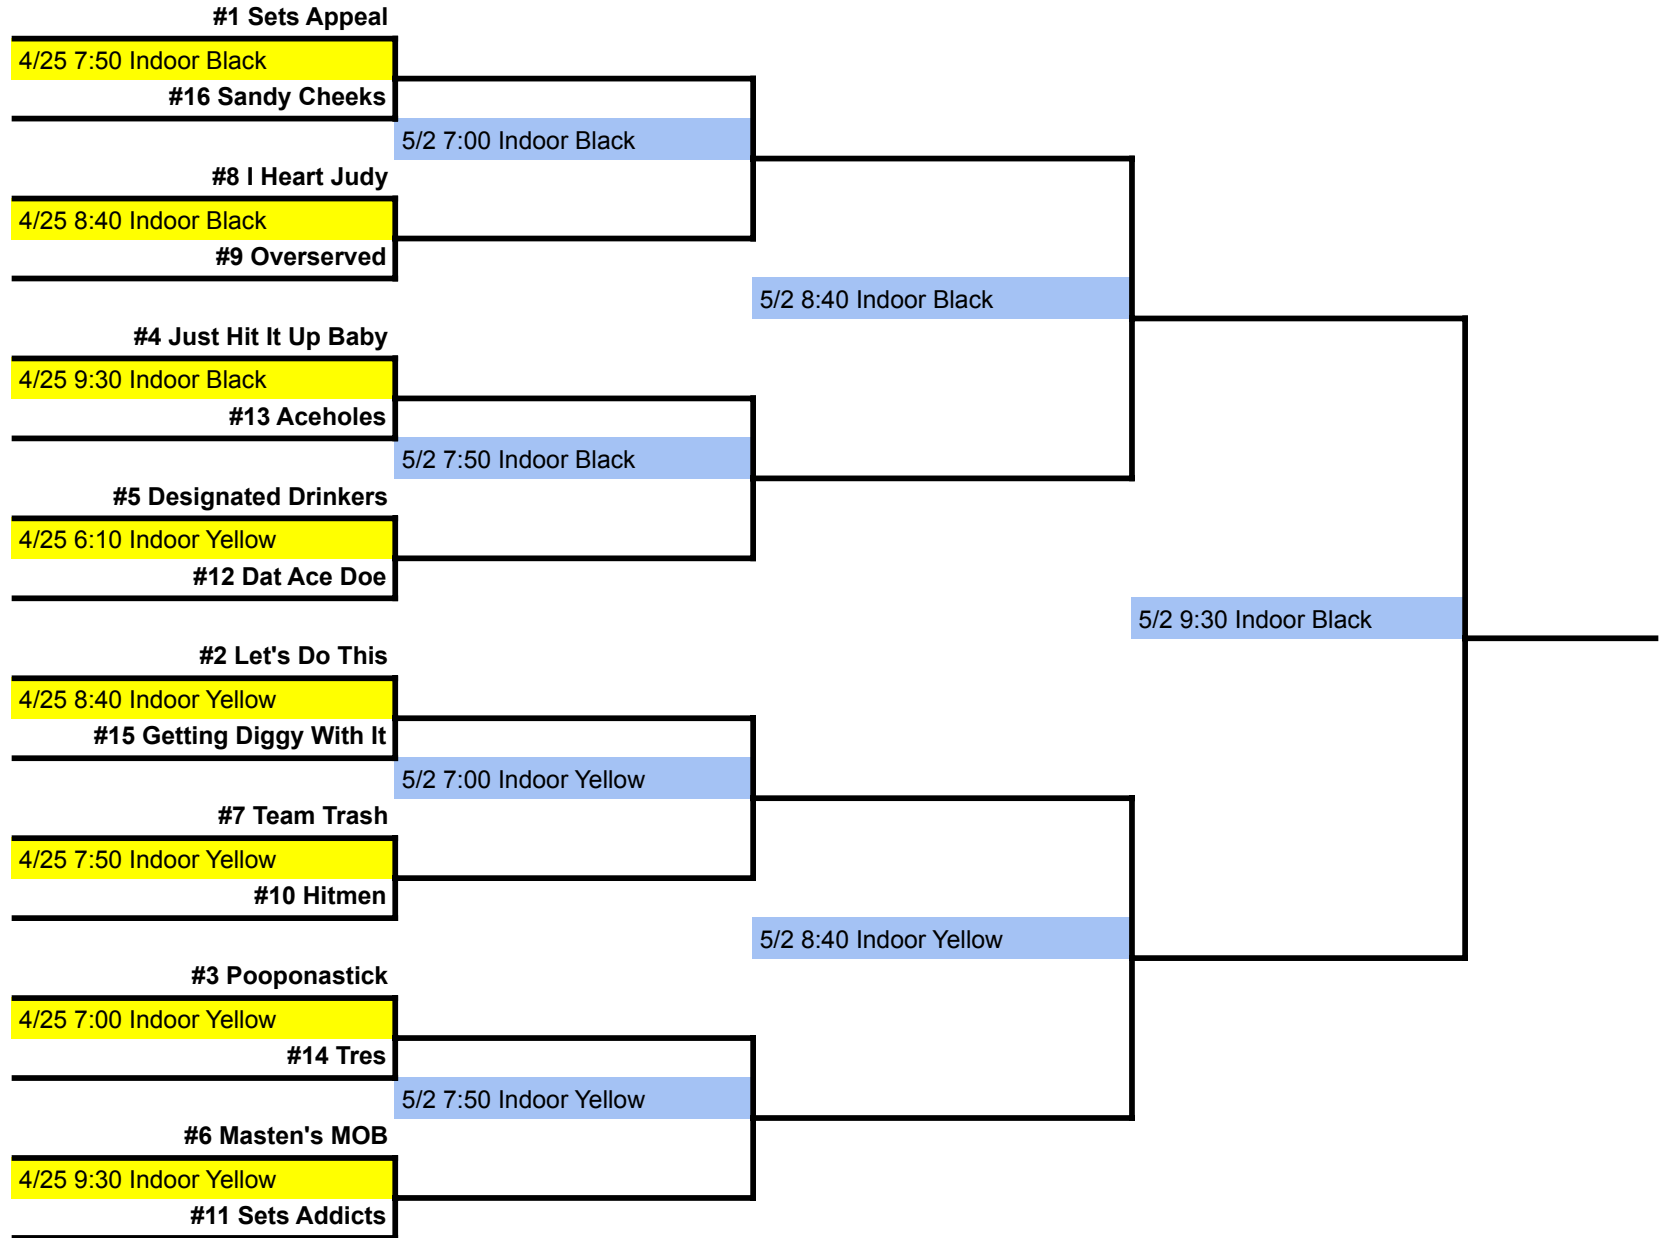 #1 Sets Appeal
4/25 7:50 Indoor Black
#16 Sandy Cheeks
5/2 7:00 Indoor Black
#8 I Heart Judy
4/25 8:40 Indoor Black
#9 Overserved
5/2 8:40 Indoor Black
#4 Just Hit It Up Baby
4/25 9:30 Indoor Black
#13 Aceholes
5/2 7:50 Indoor Black
#5 Designated Drinkers
4/25 6:10 Indoor Yellow
#12 Dat Ace Doe
5/2 9:30 Indoor Black
#2 Let's Do This
4/25 8:40 Indoor Yellow
#15 Getting Diggy With It
5/2 7:00 Indoor Yellow
#7 Team Trash
4/25 7:50 Indoor Yellow
#10 Hitmen
5/2 8:40 Indoor Yellow
#3 Pooponastick
4/25 7:00 Indoor Yellow
#14 Tres
5/2 7:50 Indoor Yellow
#6 Masten's MOB
4/25 9:30 Indoor Yellow
#11 Sets Addicts